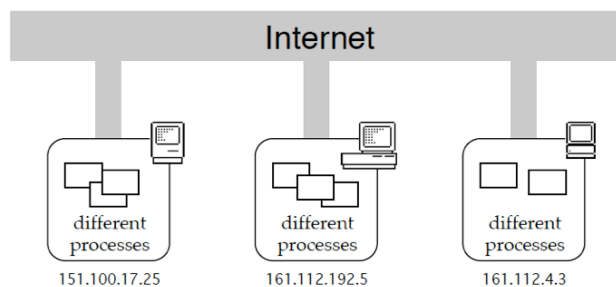 Internet
different
processes
different
processes
different
processes
151.100.17.25
161.112.192.5
161.112.4.3